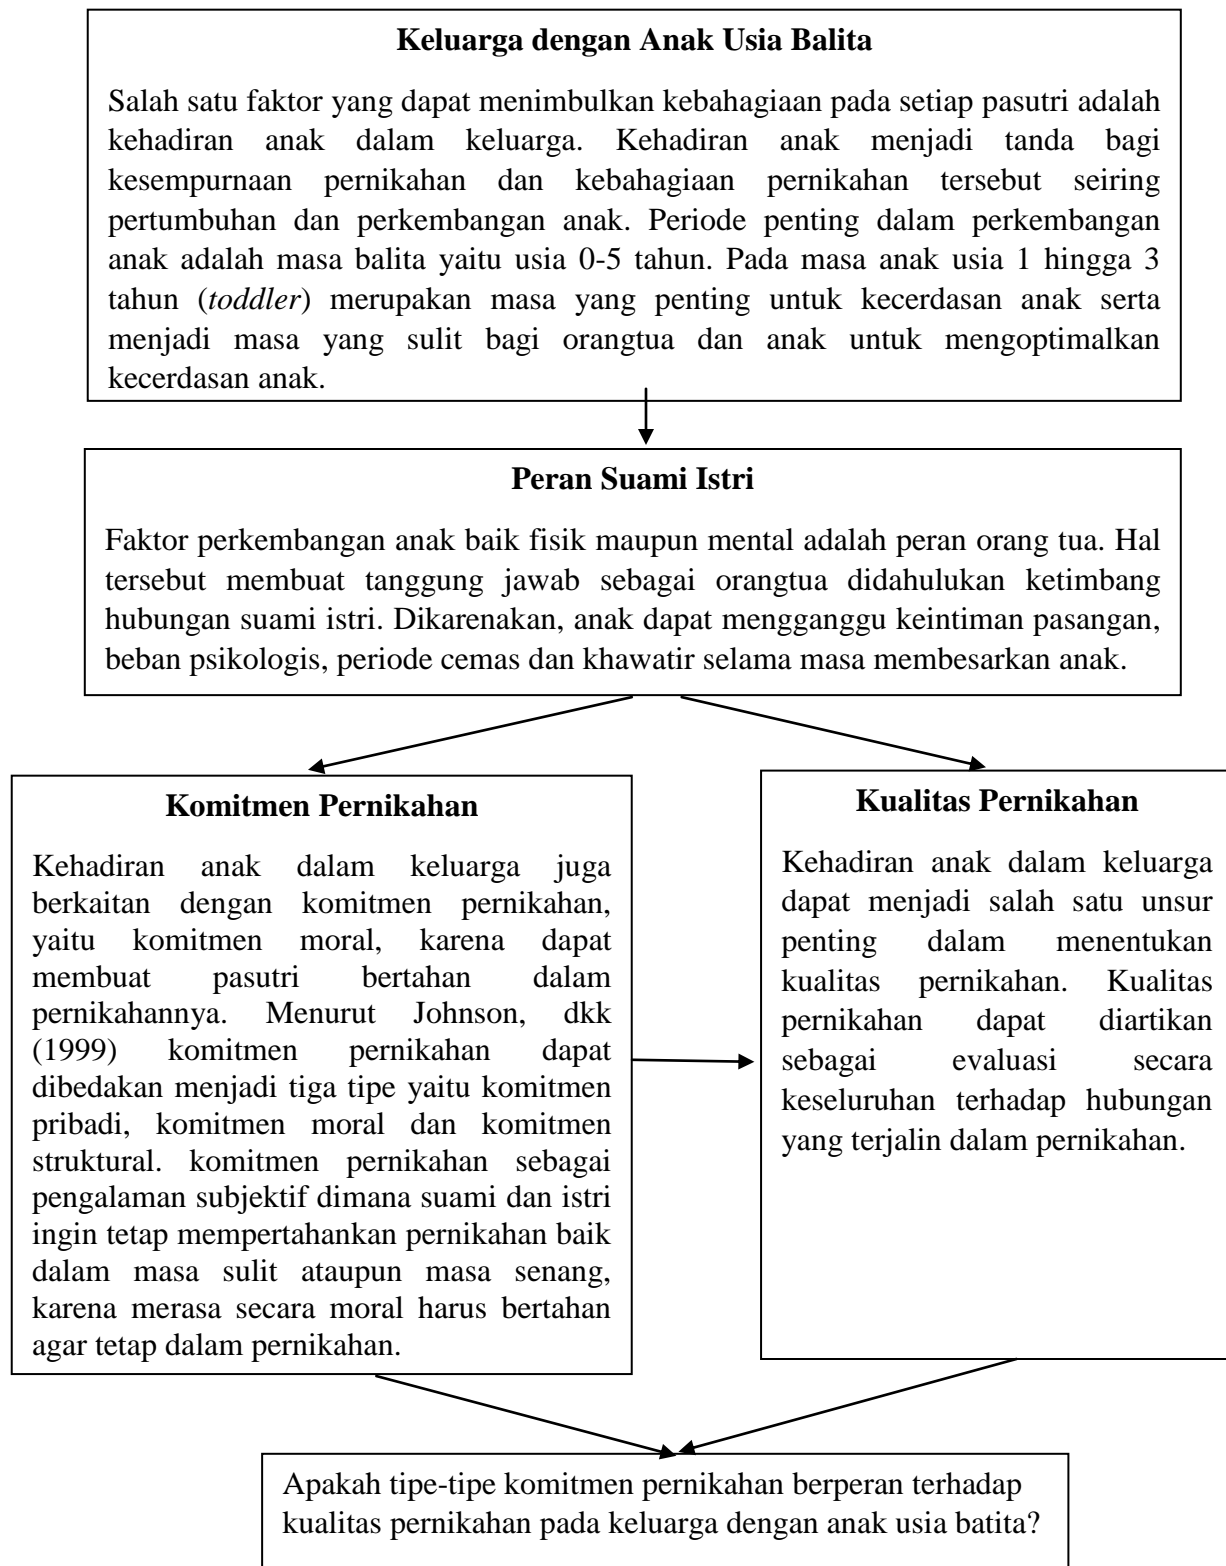 Keluarga dengan Anak Usia Balita
Salah satu faktor yang dapat menimbulkan kebahagiaan pada setiap pasutri adalah
kehadiran anak dalam keluarga. Kehadiran anak menjadi tanda bagi
kesempurnaan pernikahan dan kebahagiaan pernikahan tersebut seiring
pertumbuhan dan perkembangan anak. Periode penting dalam perkembangan
anak adalah masa balita yaitu usia 0-5 tahun. Pada masa anak usia 1 hingga 3
tahun (toddler) merupakan masa yang penting untuk kecerdasan anak serta
menjadi masa yang sulit bagi orangtua dan anak untuk mengoptimalkan
kecerdasan anak.
Peran Suami Istri
Faktor perkembangan anak baik fisik maupun mental adalah peran orang tua. Hal
tersebut membuat tanggung jawab sebagai orangtua didahulukan ketimbang
hubungan suami istri. Dikarenakan, anak dapat mengganggu keintiman pasangan,
beban psikologis, periode cemas dan khawatir selama masa membesarkan anak.
Komitmen Pernikahan
Kehadiran anak dalam keluarga juga
berkaitan dengan komitmen pernikahan,
yaitu komitmen moral, karena dapat
membuat pasutri bertahan dalam
pernikahannya. Menurut Johnson, dkk
(1999) komitmen pernikahan dapat
dibedakan menjadi tiga tipe yaitu komitmen
pribadi, komitmen moral dan komitmen
struktural. komitmen pernikahan sebagai
pengalaman subjektif dimana suami dan istri
ingin tetap mempertahankan pernikahan baik
dalam masa sulit ataupun masa senang,
karena merasa secara moral harus bertahan
agar tetap dalam pernikahan.
Kualitas Pernikahan
Kehadiran anak dalam keluarga
dapat menjadi salah satu unsur
penting dalam menentukan
kualitas pernikahan. Kualitas
pernikahan dapat diartikan
sebagai evaluasi secara
keseluruhan terhadap hubungan
yang terjalin dalam pernikahan.
Apakah tipe-tipe komitmen pernikahan berperan terhadap
kualitas pernikahan pada keluarga dengan anak usia batita?